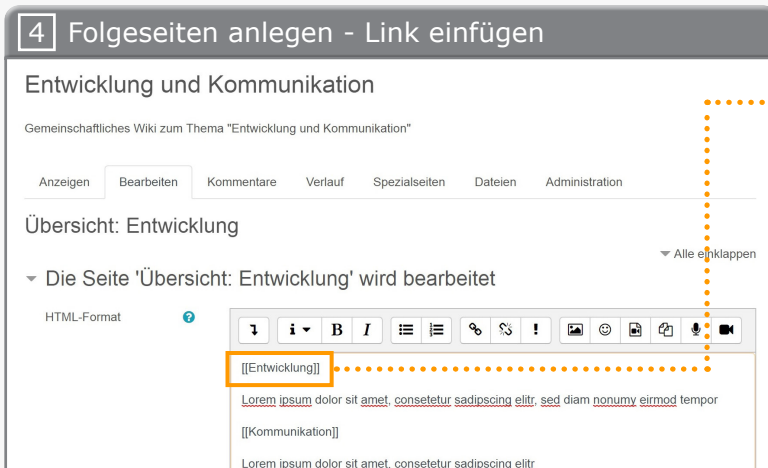 4 Folgeseiten anlegen - Link einfügen
Entwicklung und Kommunikation
Gemeinschaftliches Wiki zum Thema "Entwicklung und Kommunikation"
Anzeigen Bearbeiten Kommentare Verlauf Spezialseiten Dateien Administration
Übersicht: Entwicklung
Alle einklappen
Die Seite 'Übersicht: Entwicklung' wird bearbeitet
HTML-Format
[[Entwicklung]]
Lorem ipsum dolor sit amet, consetetur sadipscing elitr, sed diam nonumy eirmod tempor
[[Kommunikation]]
Lorem ipsum dolor sit amet, consetetur sadipscing elitr